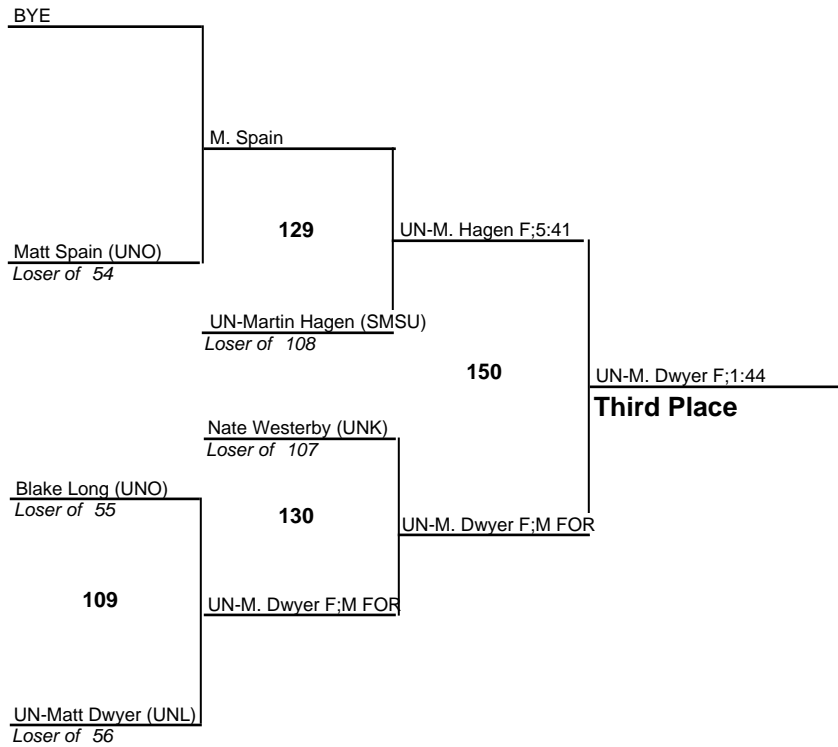 BYE
M. Spain
129
UN-M. Hagen F;5:41
Matt Spain (UNO)
Loser of 54
UN-Martin Hagen (SMSU)
Loser of 108
150
UN-M. Dwyer F;1:44
Third Place
Nate Westerby (UNK)
Loser of 107
Blake Long (UNO)
Loser of 55
130
UN-M. Dwyer F;M FOR
109
UN-M. Dwyer F;M FOR
UN-Matt Dwyer (UNL)
Loser of 56